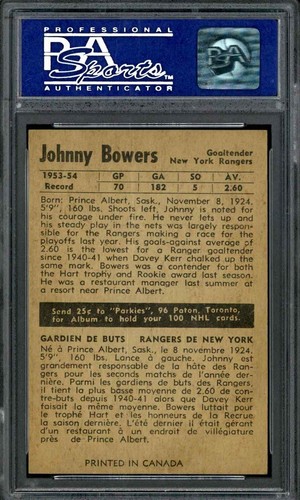 PROFESSIONAL
PSA
Sports™
AUTHENTICATOR
PSA
Johnny Bowers
Goaltender
New York Rangers
1953-54 GP GA SO AV.
Record 70 182 5 2.60
Born: Prince Albert, Sask., November 8, 1924.
5'9", 160 lbs. Shoots left, Johnny is noted for
his courage under fire. He never lets up and
his steady play in the nets was largely respon-
sible for the Rangers making a race for the
playoffs last year. His goals-against average of
2.60 is the lowest for a Ranger goaler since
since 1940-41 when Davey Kerr chalked up the
same mark. Bowers was a contender for both
the Hart trophy and Rookie award last season.
He was a restaurant manager last summer at
a resort near Prince Albert.
Send 25¢ to "Parkies", 96 Paton, Toronto,
for Album to hold your 100 NHL cards.
GARDIEN DE BUTS RANGERS DE NEW YORK
Né à Prince Albert, Sask., le 8 novembre 1924.
5'9", 160 lbs. Lance à gauche. Johnny est
grandement responsable de la hâte des Ran-
gers pour les seconds matches de l'année der-
nière. Parmi les gardiens de buts des Rangers,
il tient la plus basse moyenne de 2.60 de con-
tre-buts depuis 1940-41 alors que Davey Kerr
faisait la même moyenne. Bowers luttait pour
le trophé Hart et les honneurs de la Recrue
la saison dernière. L'été dernier il était gérant
d'un restaurant à un endroit de villégiature
près de Prince Albert.
PRINTED IN CANADA